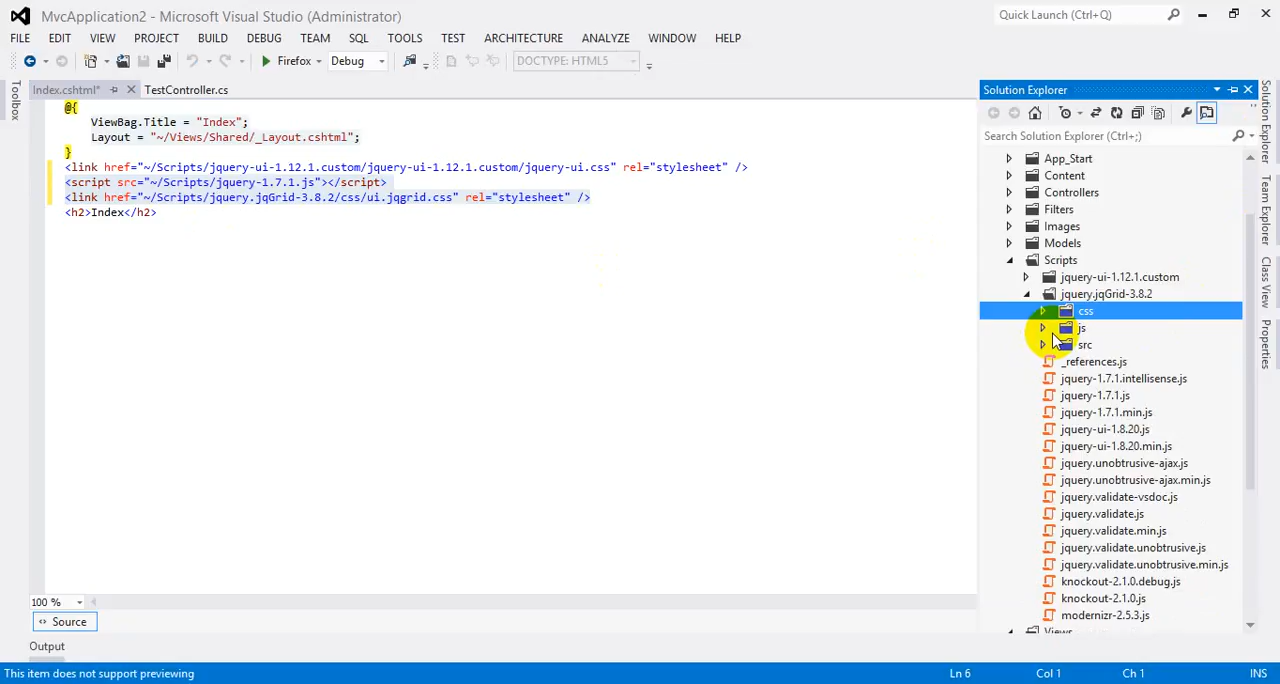 MvcApplication2 - Microsoft Visual Studio (Administrator)
Quick Launch (Ctrl+Q)
FILE EDIT VIEW PROJECT BUILD DEBUG TEAM SQL TOOLS TEST ARCHITECTURE ANALYZE WINDOW HELP
Firefox Debug DOCTYPE: HTML5
Toolbox
Index.cshtml* TestController.cs
@{
ViewBag.Title = "Index";
Layout = "~/Views/Shared/_Layout.cshtml";
}
<link href="~/Scripts/jquery-ui-1.12.1.custom/jquery-ui-1.12.1.custom/jquery-ui.css" rel="stylesheet" />
<script src="~/Scripts/jquery-1.7.1.js"></script>
<link href="~/Scripts/jquery.jqGrid-3.8.2/css/ui.jqgrid.css" rel="stylesheet" />
<h2>Index</h2>
100 %
Source
Output
Solution Explorer
Search Solution Explorer (Ctrl+;)
App_Start
Content
Controllers
Filters
Images
Models
Scripts
jquery-ui-1.12.1.custom
jquery.jqGrid-3.8.2
css
js
src
_references.js
jquery-1.7.1.intellisense.js
jquery-1.7.1.js
jquery-1.7.1.min.js
jquery-ui-1.8.20.js
jquery-ui-1.8.20.min.js
jquery.unobtrusive-ajax.js
jquery.unobtrusive-ajax.min.js
jquery.validate-vsdoc.js
jquery.validate.js
jquery.validate.min.js
jquery.validate.unobtrusive.js
jquery.validate.unobtrusive.min.js
knockout-2.1.0.debug.js
knockout-2.1.0.js
modernizr-2.5.3.js
Views
Solution Explorer
Team Explorer
Class View
Properties
This item does not support previewing
Ln 6 Col 1 Ch 1 INS